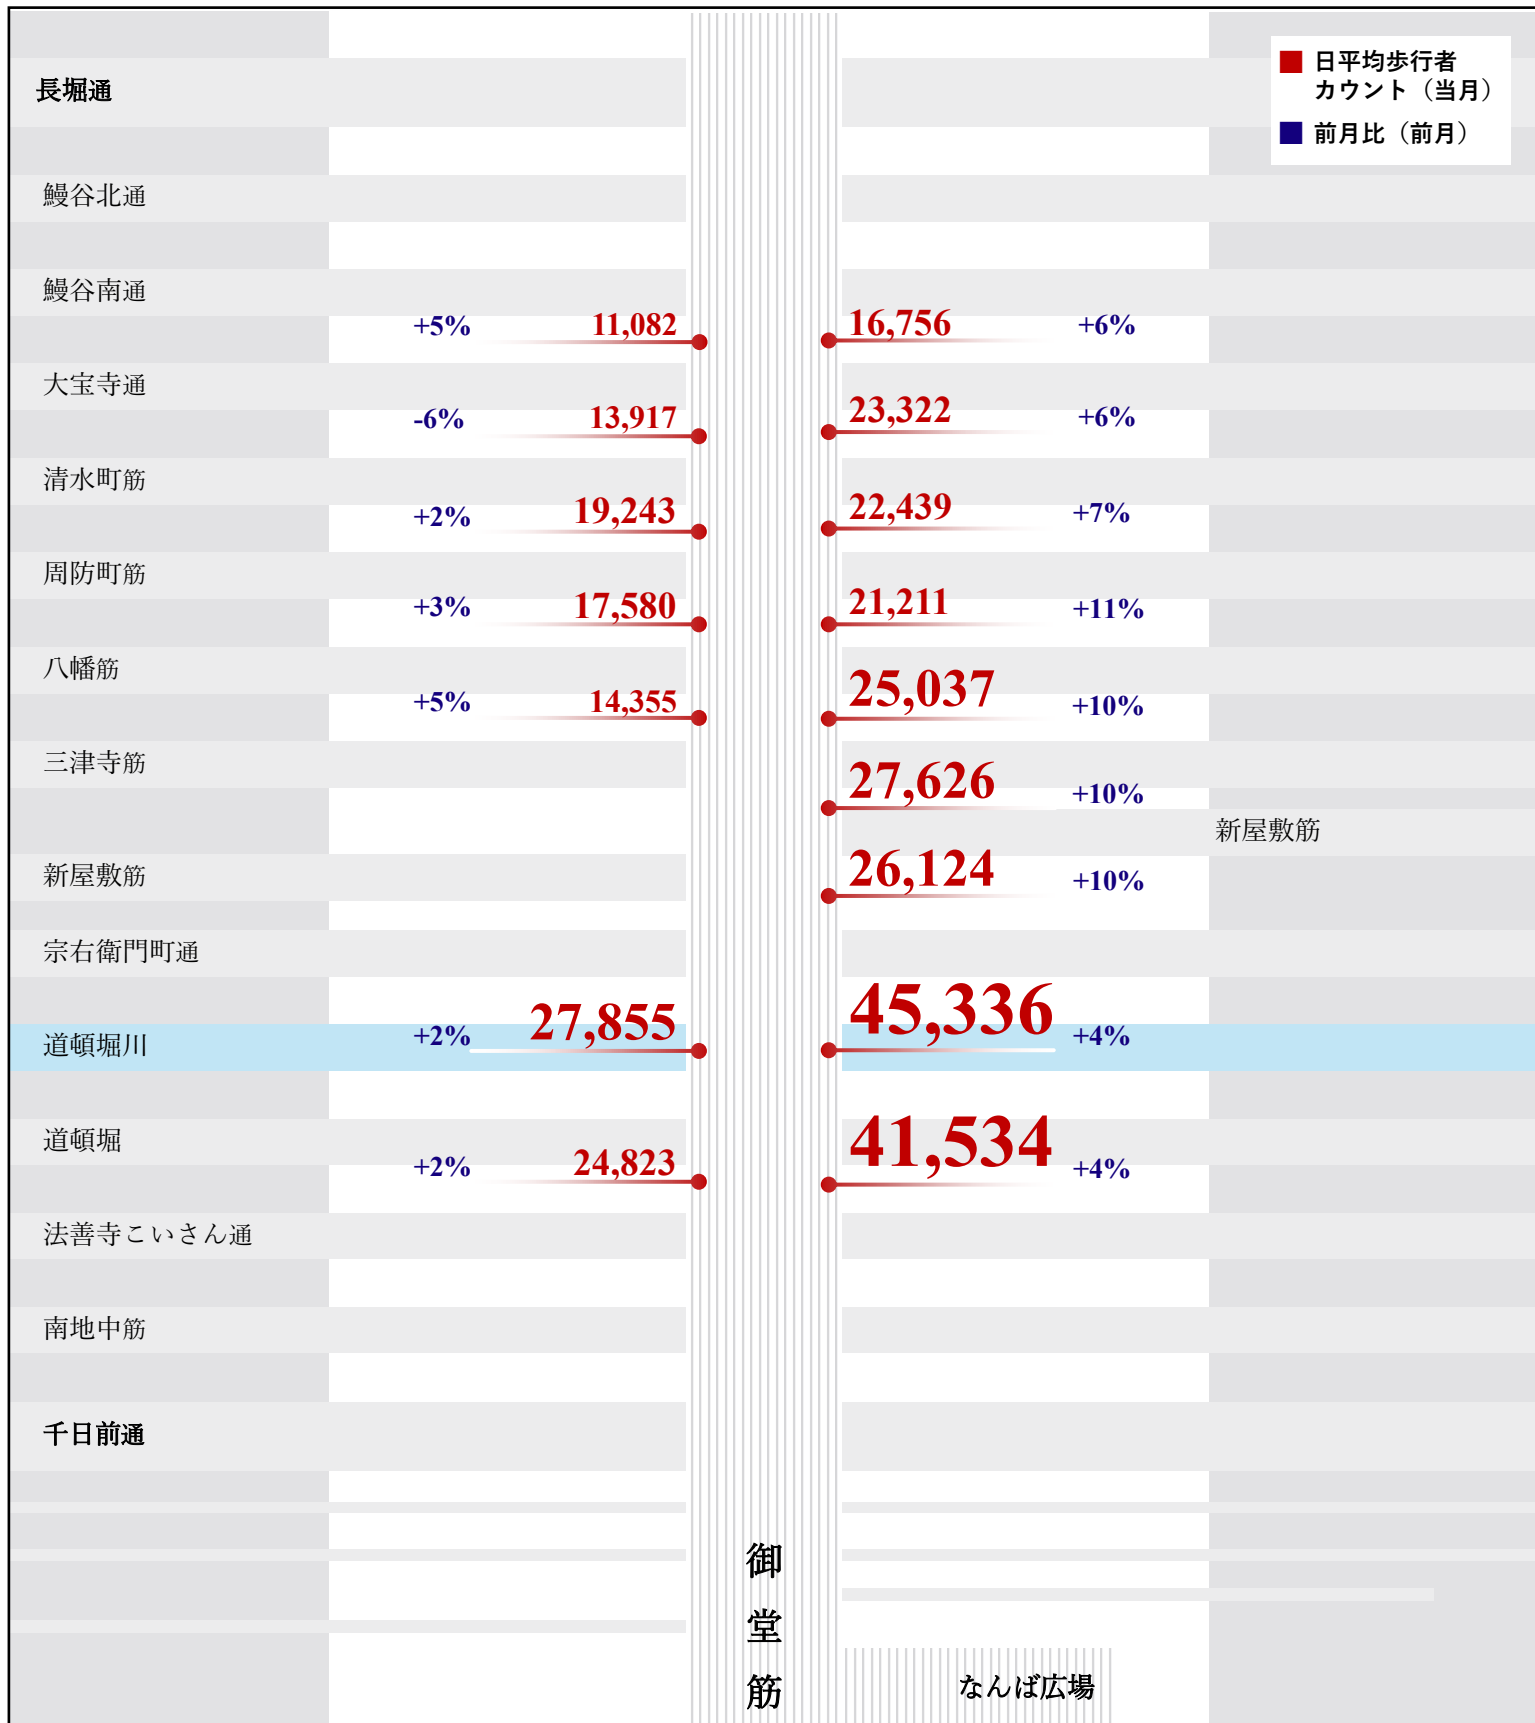 日平均歩行者
カウント（当月）
前月比（前月）
長堀通
鰻谷北通
鰻谷南通
+5% 11,082 16,756 +6%
大宝寺通
-6% 13,917 23,322 +6%
清水町筋
+2% 19,243 22,439 +7%
周防町筋
+3% 17,580 21,211 +11%
八幡筋
+5% 14,355 25,037 +10%
三津寺筋
27,626 +10%
新屋敷筋
新屋敷筋
26,124 +10%
宗右衛門町通
道頓堀川
+2% 27,855 45,336 +4%
道頓堀
+2% 24,823 41,534 +4%
法善寺こいさん通
南地中筋
千日前通
御堂筋
なんば広場